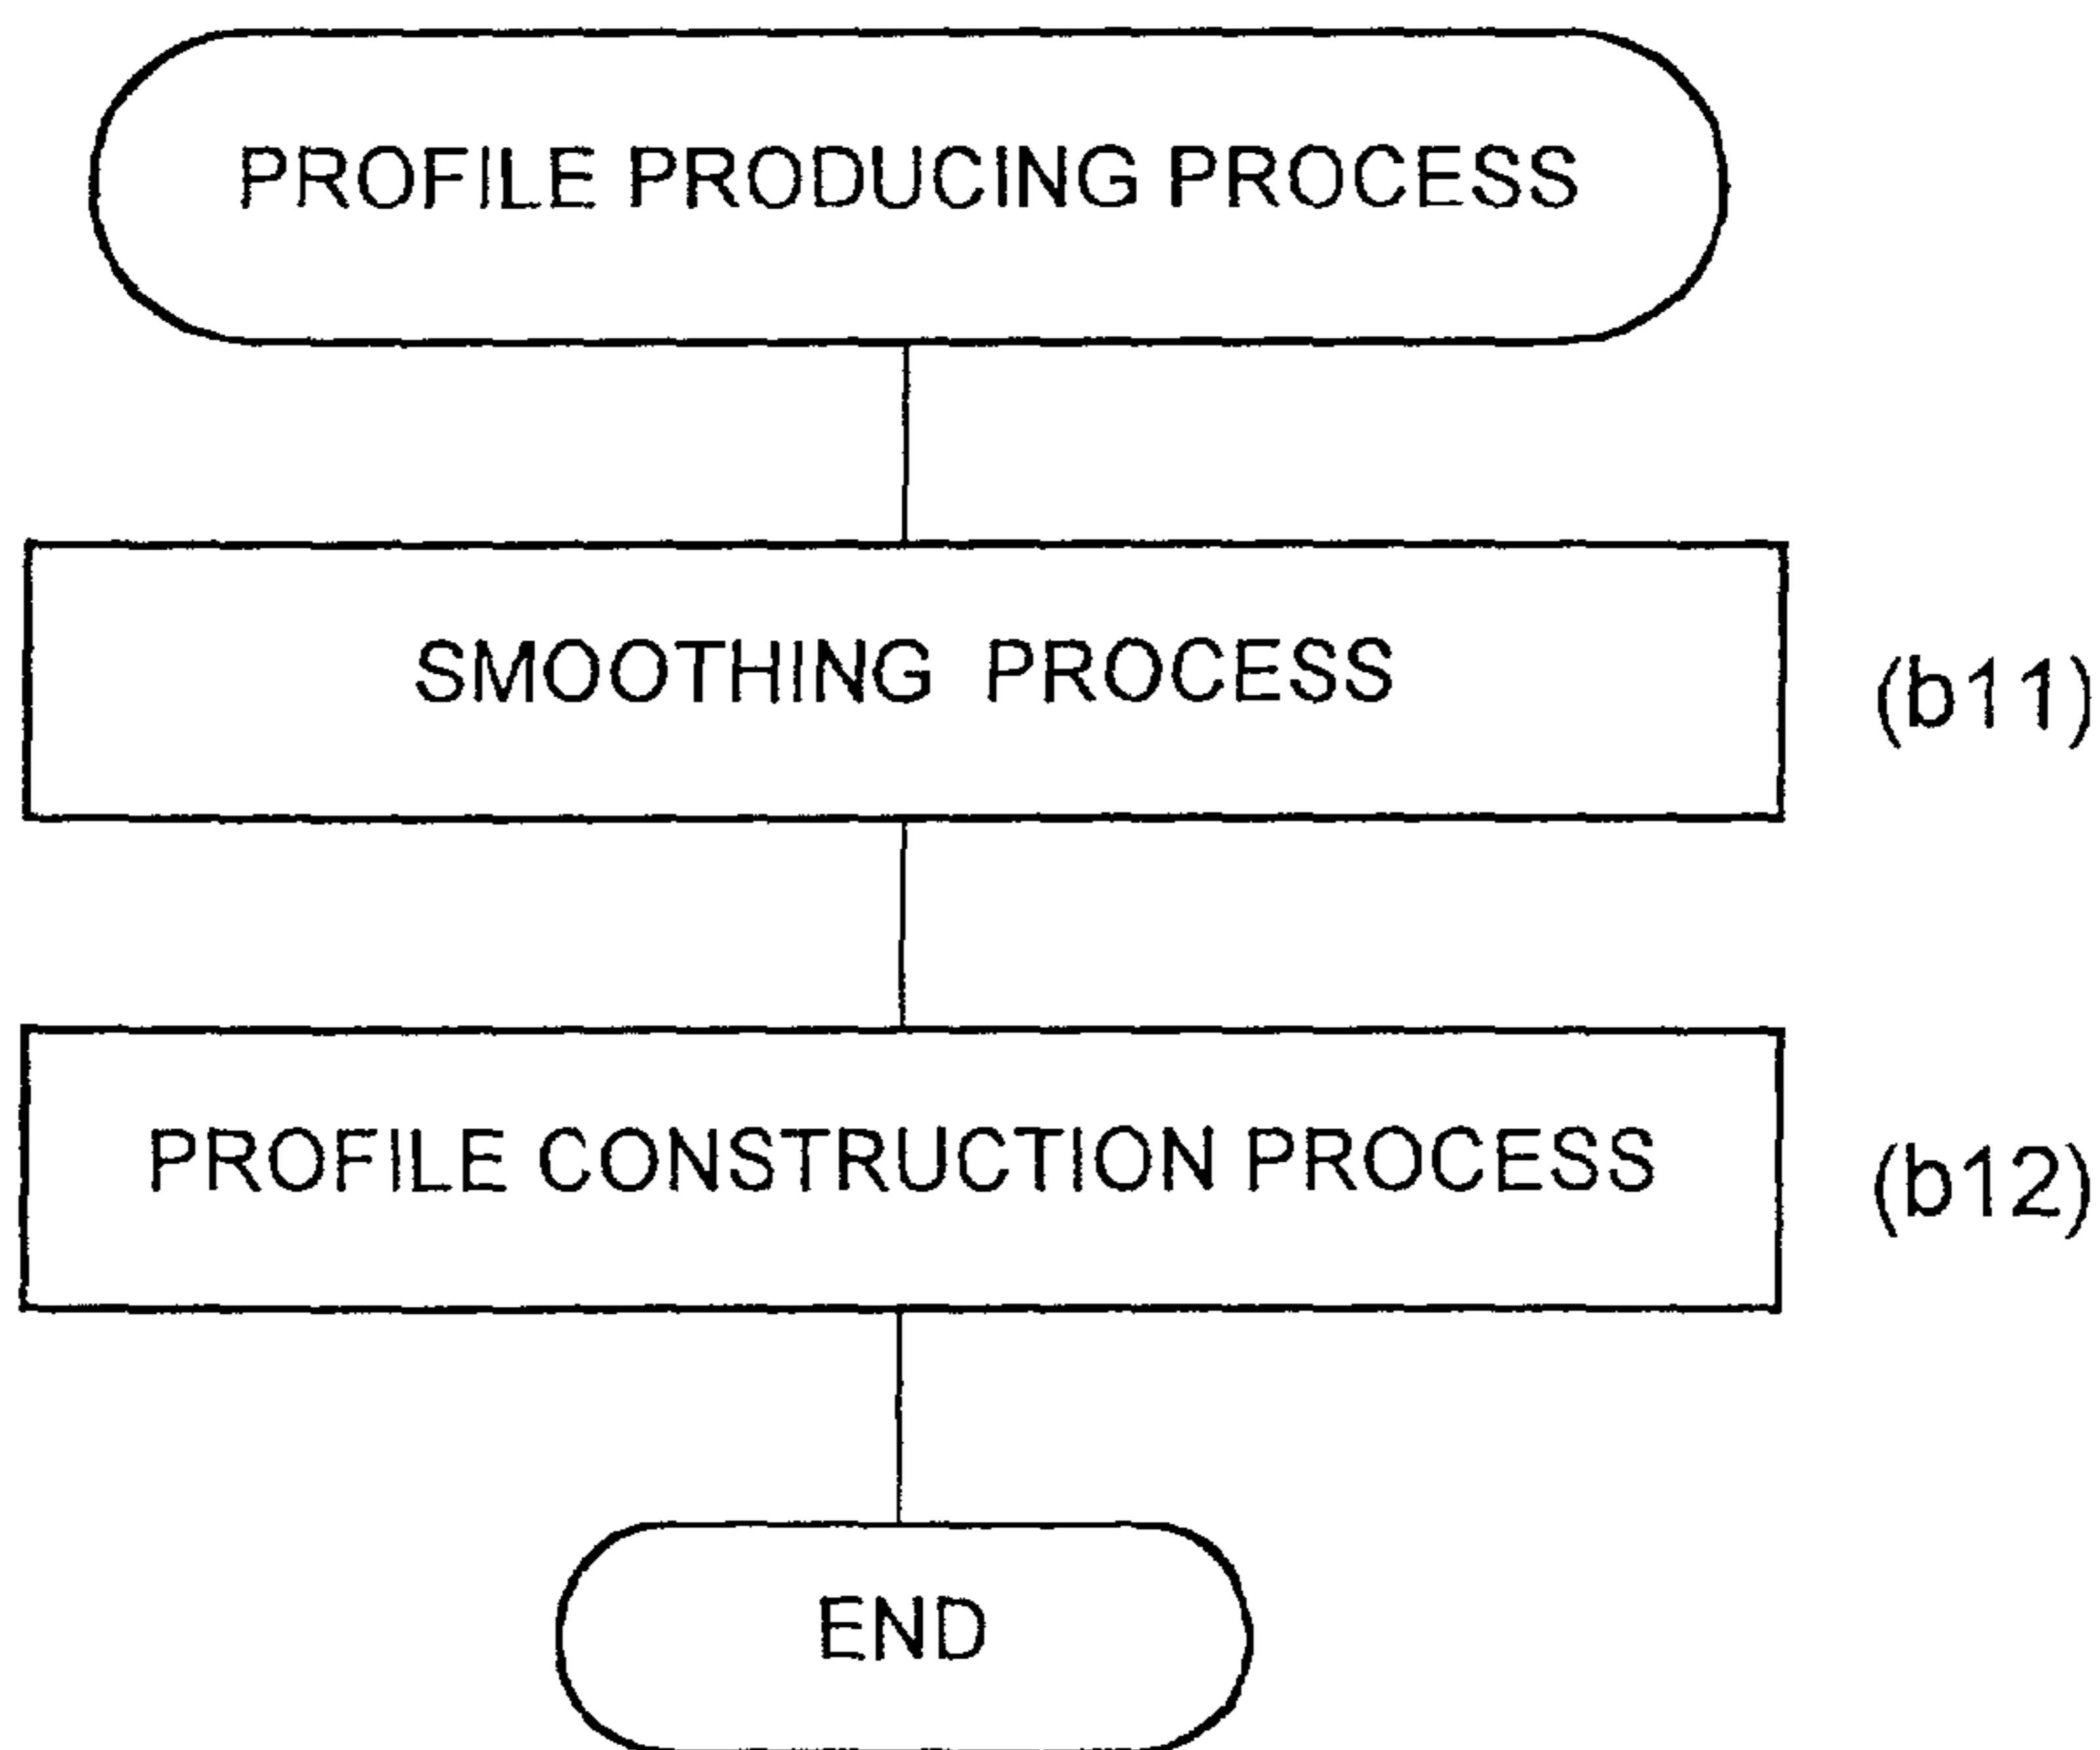 PROFILE PRODUCING PROCESS
SMOOTHING PROCESS
(b11)
PROFILE CONSTRUCTION PROCESS
(b12)
END